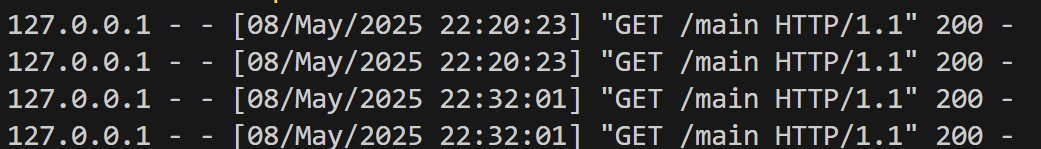 127.0.0.1 - - [08/May/2025 22:20:23] "GET /main HTTP/1.1" 200 -
127.0.0.1 - - [08/May/2025 22:20:23] "GET /main HTTP/1.1" 200 -
127.0.0.1 - - [08/May/2025 22:32:01] "GET /main HTTP/1.1" 200 -
127.0.0.1 - - [08/May/2025 22:32:01] "GET /main HTTP/1.1" 200 -